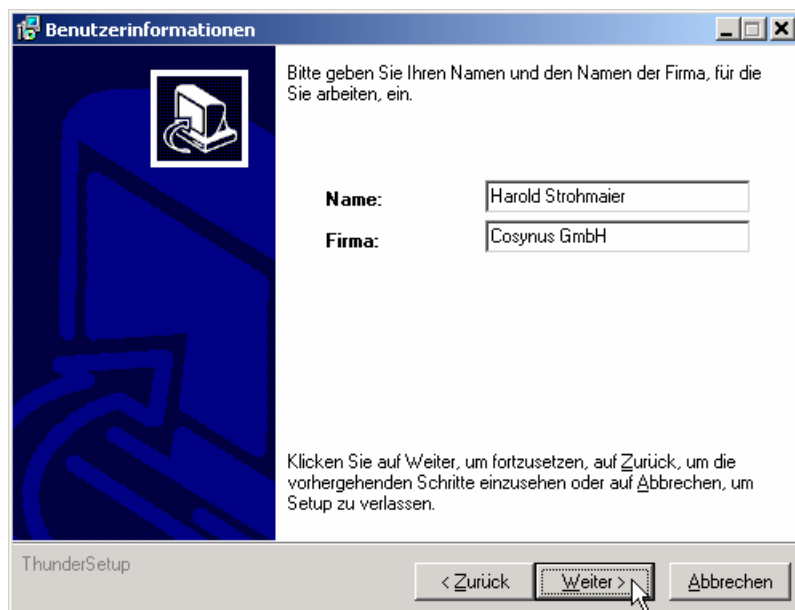 Benutzerinformationen
Bitte geben Sie Ihren Namen und den Namen der Firma, für die
Sie arbeiten, ein.
Name: Harold Strohmaier
Firma: Cosynus GmbH
Klicken Sie auf Weiter, um fortzusetzen, auf Zurück, um die
vorhergehenden Schritte einzusehen oder auf Abbrechen, um
Setup zu verlassen.
ThunderSetup
< Zurück Weiter > Abbrechen